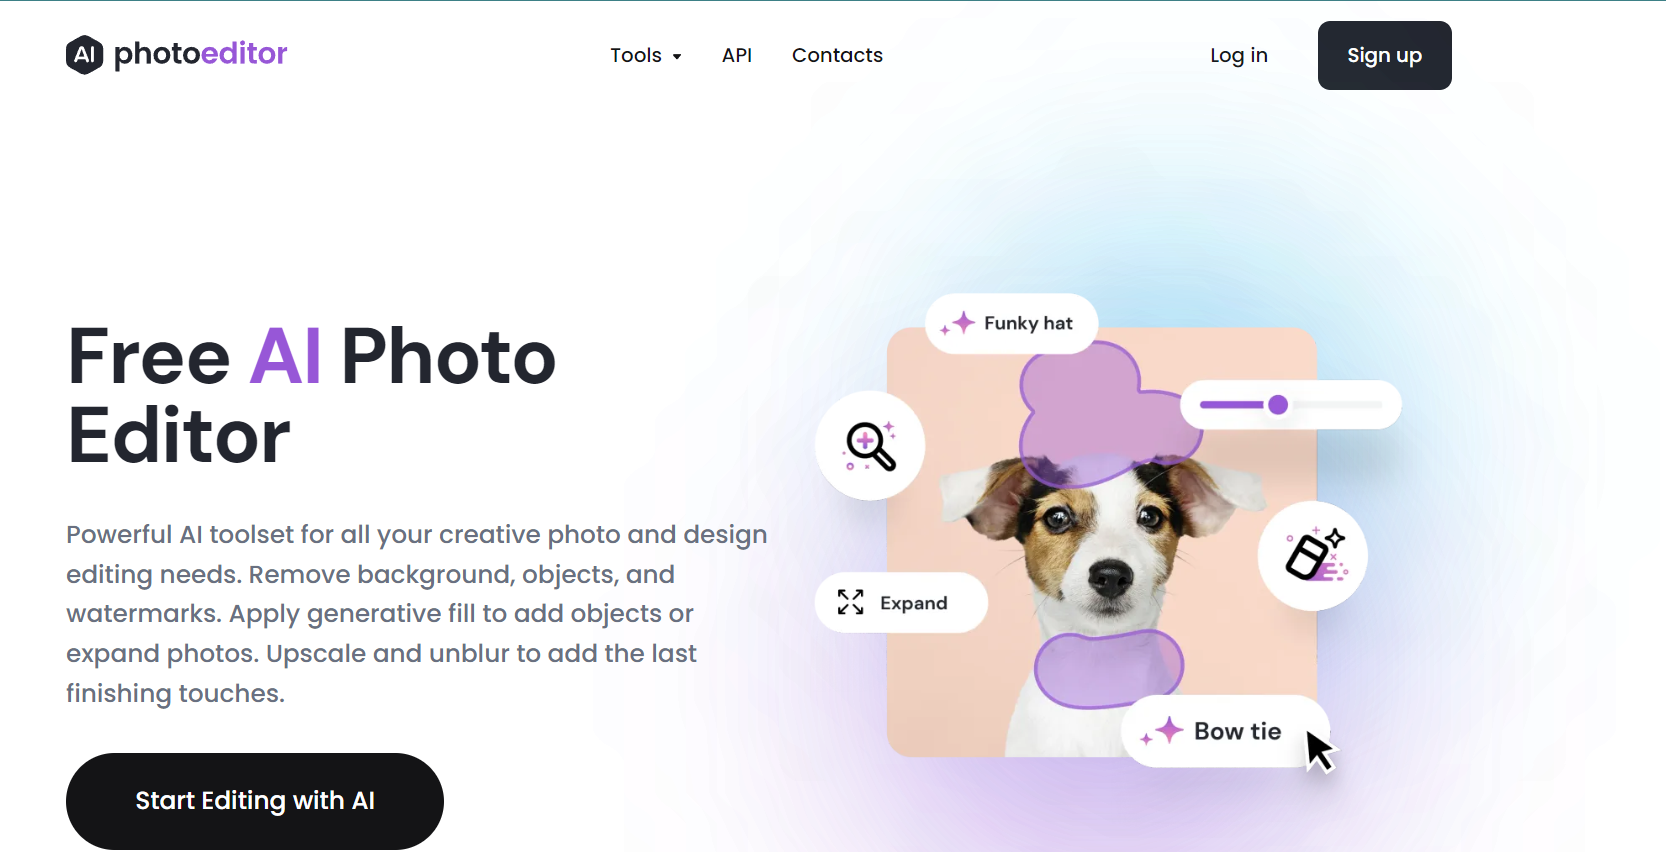 AI photoeditor
Tools
API
Contacts
Log in
Sign up
Free AI Photo
Editor
Powerful AI toolset for all your creative photo and design
editing needs. Remove background, objects, and
watermarks. Apply generative fill to add objects or
expand photos. Upscale and unblur to add the last
finishing touches.
Start Editing with AI
Funky hat
Expand
Bow tie